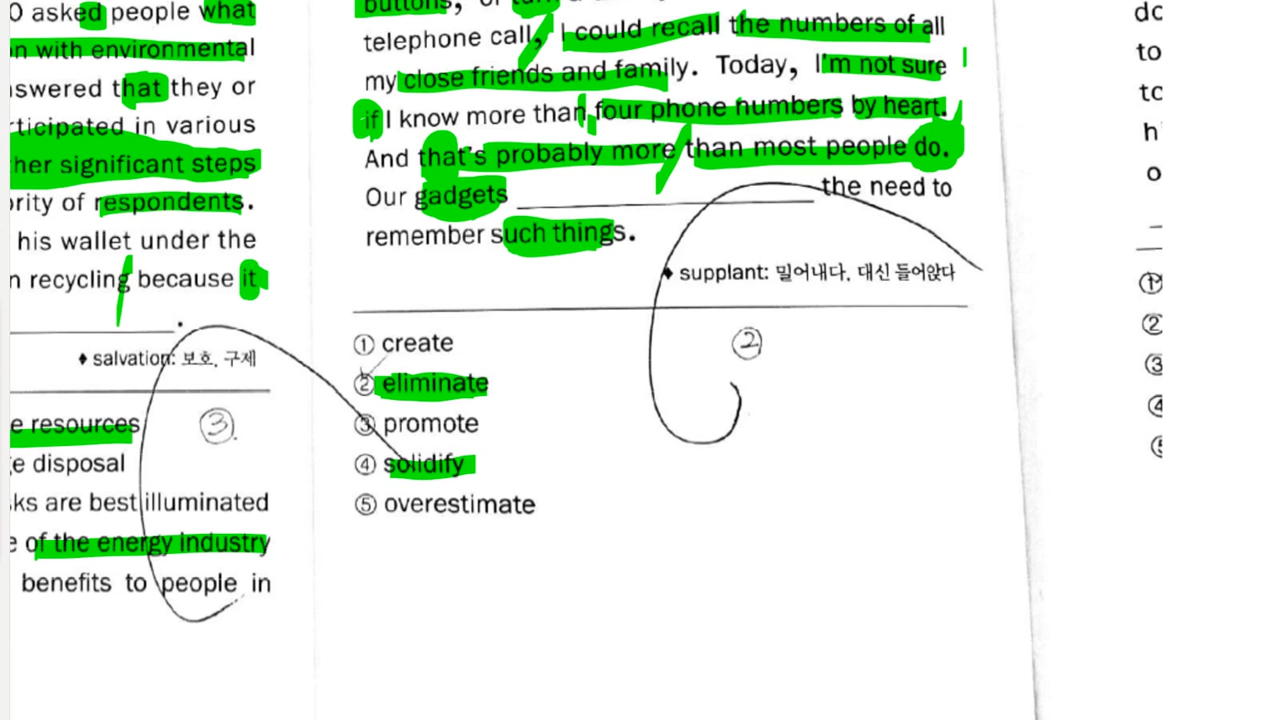 O asked people what
n with environmental
swered that they or
ticipated in various
her significant steps
rity of respondents.
his wallet under the
n recycling because it
.
♦ salvation: 보호, 구제
e resources
e disposal
ks are best illuminated
e of the energy industry
benefits to people in
③.
buttons,
telephone call, I could recall the numbers of all
my close friends and family. Today, I'm not sure
if I know more than four phone numbers by heart.
And that's probably more than most people do.
Our gadgets ____ the need to
remember such things.
♦ supplant: 밀어내다, 대신 들어앉다
① create
② eliminate
③ promote
④ solidify
⑤ overestimate
②
to
①
②
③
④